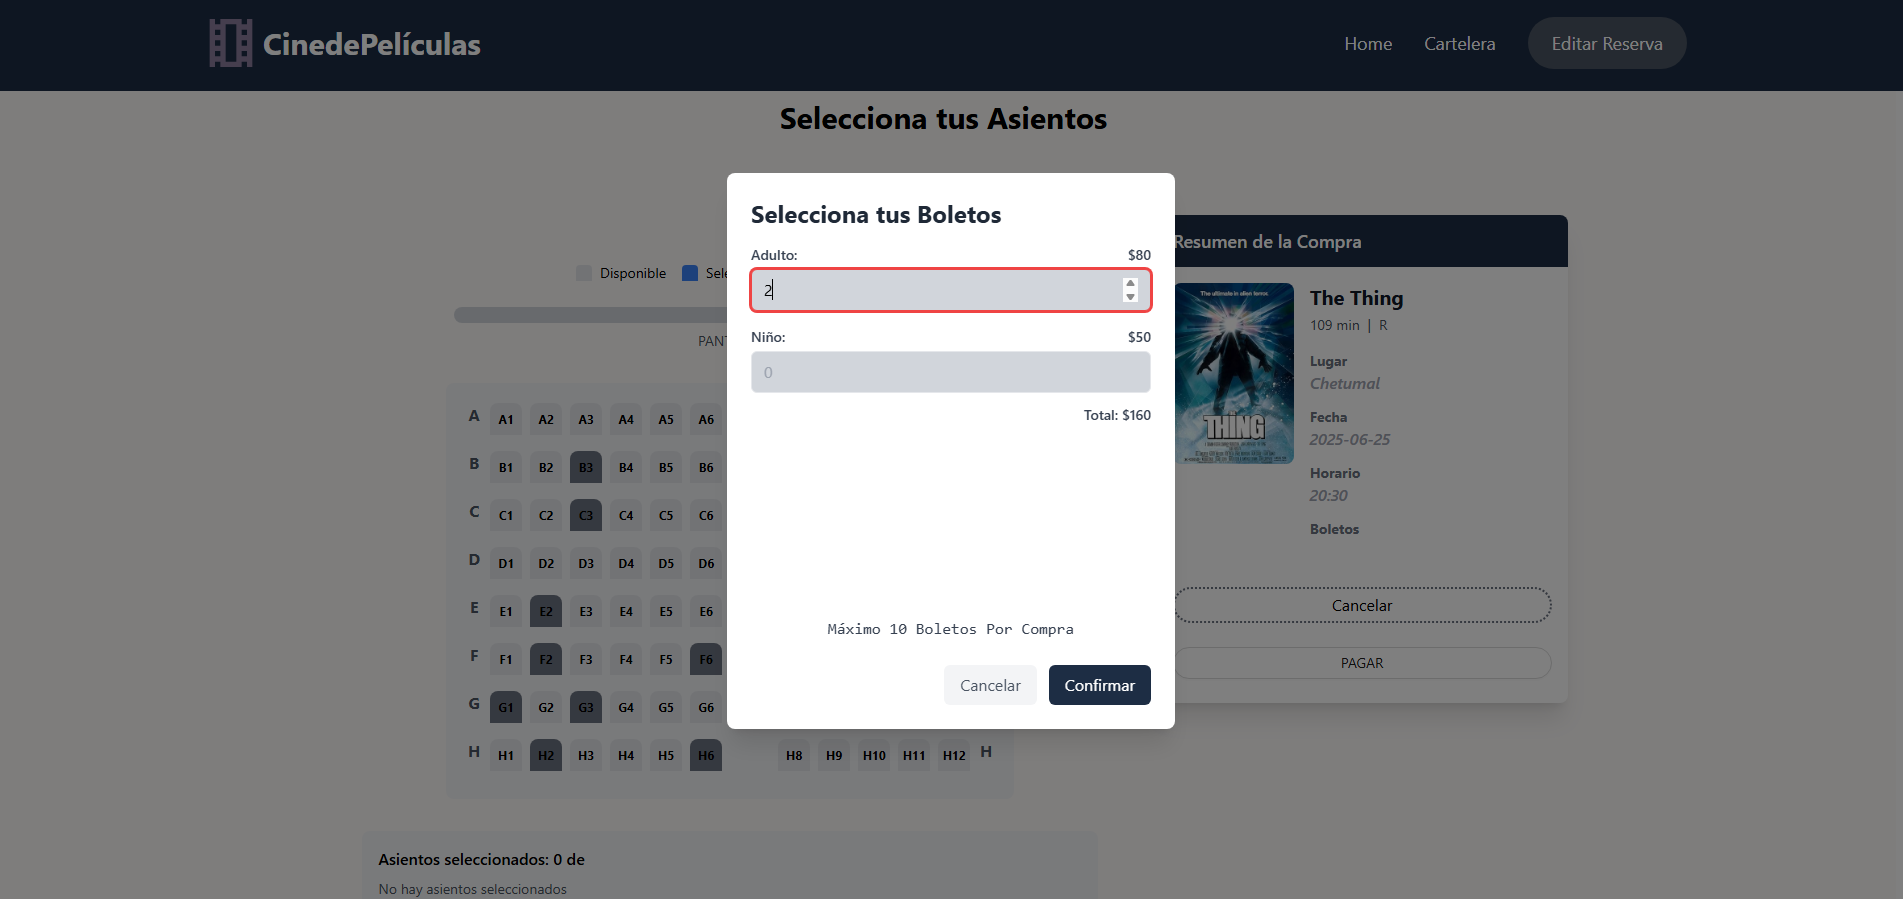 CinedePelículas
Home
Cartelera
Editar Reserva
Selecciona tus Asientos
Disponible
Sele
PANT
Selecciona tus Boletos
Adulto: $80
2
Niño: $50
0
Total: $160
Máximo 10 Boletos Por Compra
Cancelar
Confirmar
A A1 A2 A3 A4 A5 A6
B B1 B2 B3 B4 B5 B6
C C1 C2 C3 C4 C5 C6
D D1 D2 D3 D4 D5 D6
E E1 E2 E3 E4 E5 E6
F F1 F2 F3 F4 F5 F6
G G1 G2 G3 G4 G5 G6
H H1 H2 H3 H4 H5 H6 H8 H9 H10 H11 H12 H
Resumen de la Compra
The ultimate in alien terror.
THE
THING
The Thing
109 min | R
Lugar
Chetumal
Fecha
2025-06-25
Horario
20:30
Boletos
Cancelar
PAGAR
Asientos seleccionados: 0 de
No hay asientos seleccionados